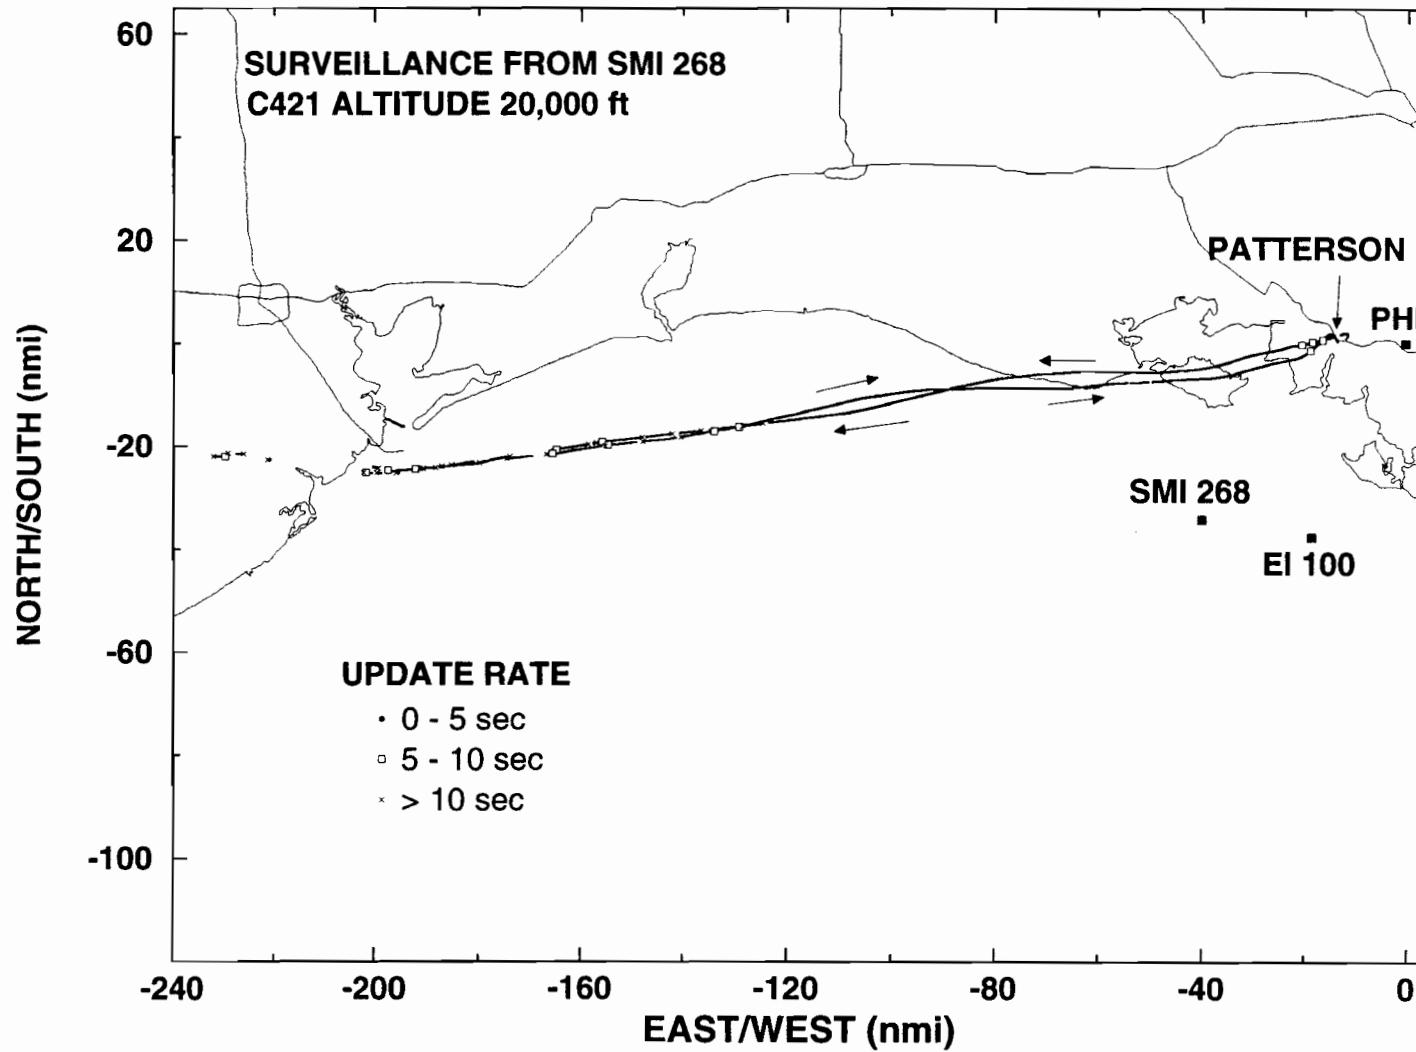 60
SURVEILLANCE FROM SMI 268
C421 ALTITUDE 20,000 ft
20
PATTERSON
PHI
-20
SMI 268
EI 100
NORTH/SOUTH (nmi)
-60
UPDATE RATE
0 - 5 sec
5 - 10 sec
> 10 sec
-100
-240 -200 -160 -120 -80 -40 0
EAST/WEST (nmi)